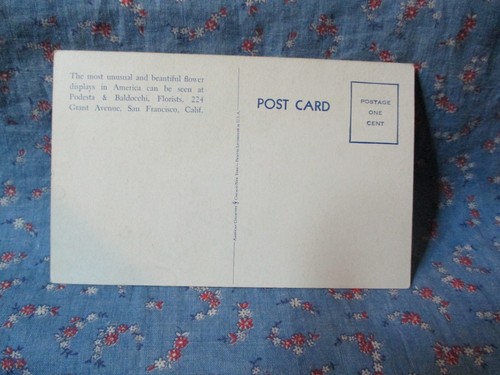 The most unusual and beautiful flower
displays in America can be seen at
Podesta & Baldocchi, Florists, 224
Grant Avenue, San Francisco, Calif.
POST CARD
POSTAGE
ONE
CENT